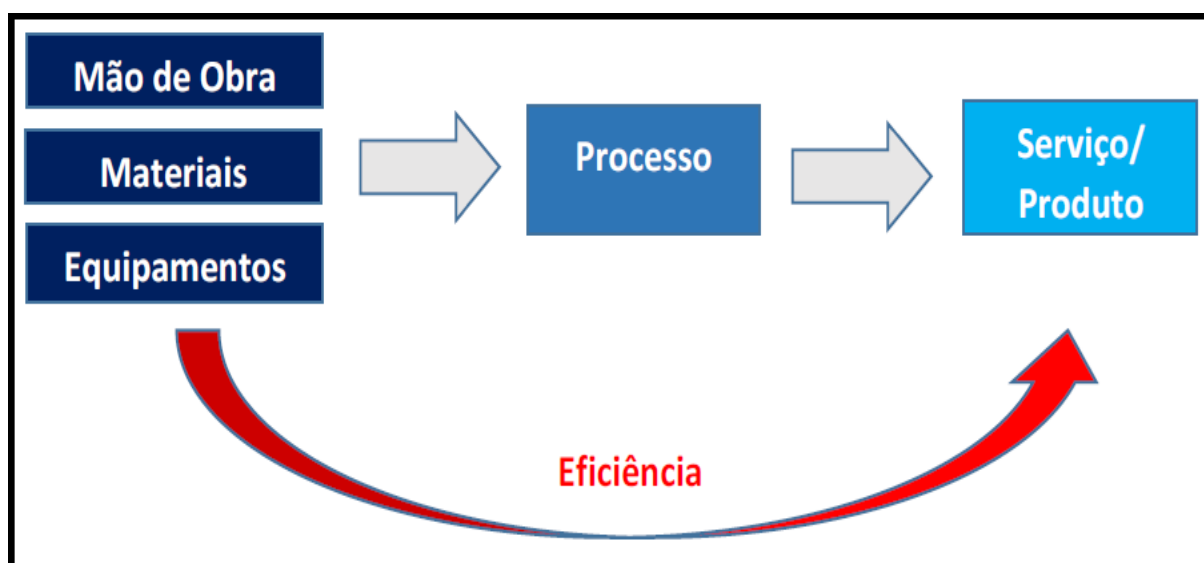 Mão de Obra
Materiais
Equipamentos
Processo
Serviço/
Produto
Eficiência